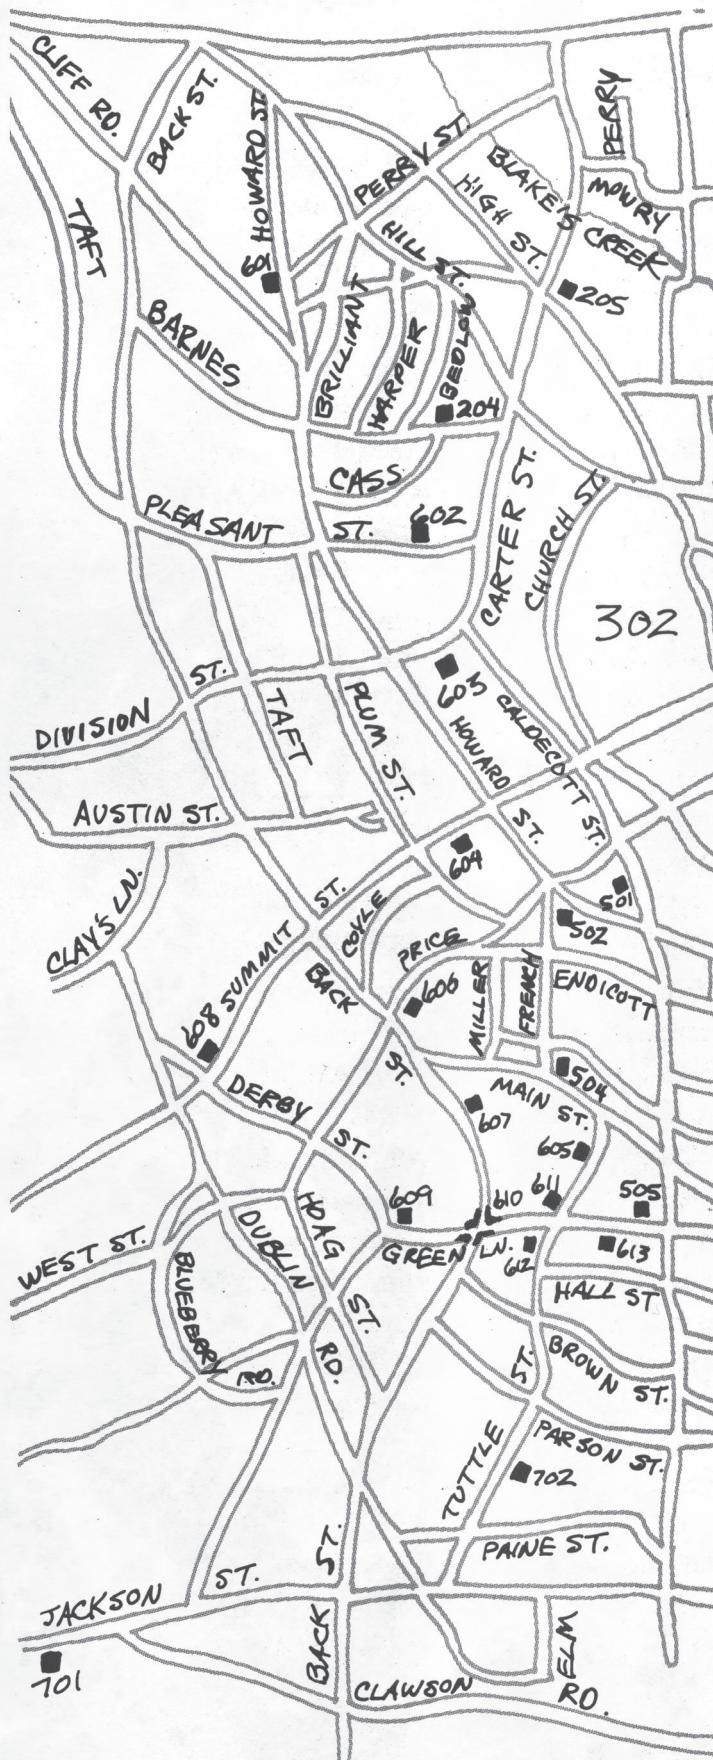 CLIFF RD.
BACK ST.
HOWARD ST.
PERRY
PERRY ST.
BLAKE'S CREEK
MOWRY
HIGH ST.
TAFT
HILL ST.
601
205
BARNES
BRILLIANT
HARPER
BEDLOW
204
CASS
PLEASANT ST.
602
CARTER ST.
CHURCH ST.
302
603
DIVISION ST.
TAFT
PLUM ST.
HOWARD ST.
CALDECOTT ST.
AUSTIN ST.
604
CLAY'S LN.
SUMMIT ST.
COYLE
501
502
PRICE
BACK ST.
606
MILLER
FRENCH
ENDICOTT
608
504
DERBY ST.
MAIN ST.
607
605
609
610
611
505
WEST ST.
DUBLIN RD.
HOAG ST.
GREEN LN.
612
613
BLUEBERRY RD.
HALL ST
BROWN ST.
TUTTLE ST.
PARSON ST.
702
PAINE ST.
JACKSON ST.
BACK ST.
701
CLAWSON
ELM RD.